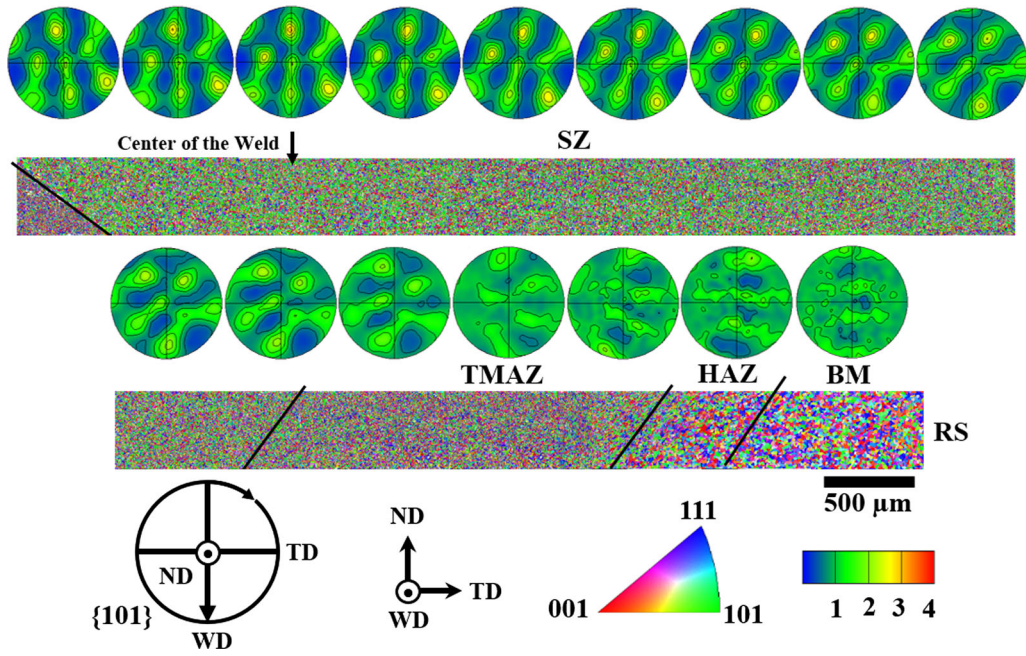 Center of the Weld
SZ
TMAZ
HAZ
BM
RS
500 µm
ND
TD
{101}
WD
ND
TD
WD
111
001
101
1 2 3 4